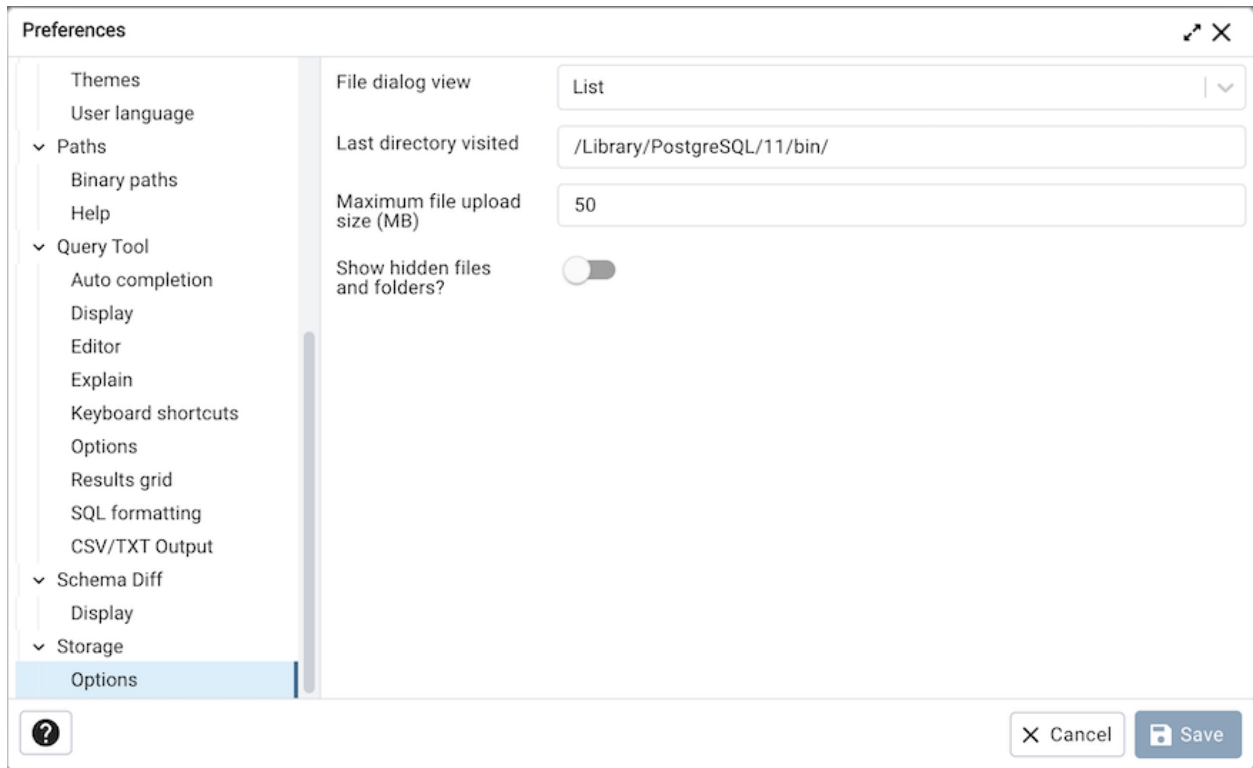 Preferences
Themes
User language
Paths
Binary paths
Help
Query Tool
Auto completion
Display
Editor
Explain
Keyboard shortcuts
Options
Results grid
SQL formatting
CSV/TXT Output
Schema Diff
Display
Storage
Options
File dialog view
List
Last directory visited
/Library/PostgreSQL/11/bin/
Maximum file upload
size (MB)
50
Show hidden files
and folders?
?
Cancel
Save